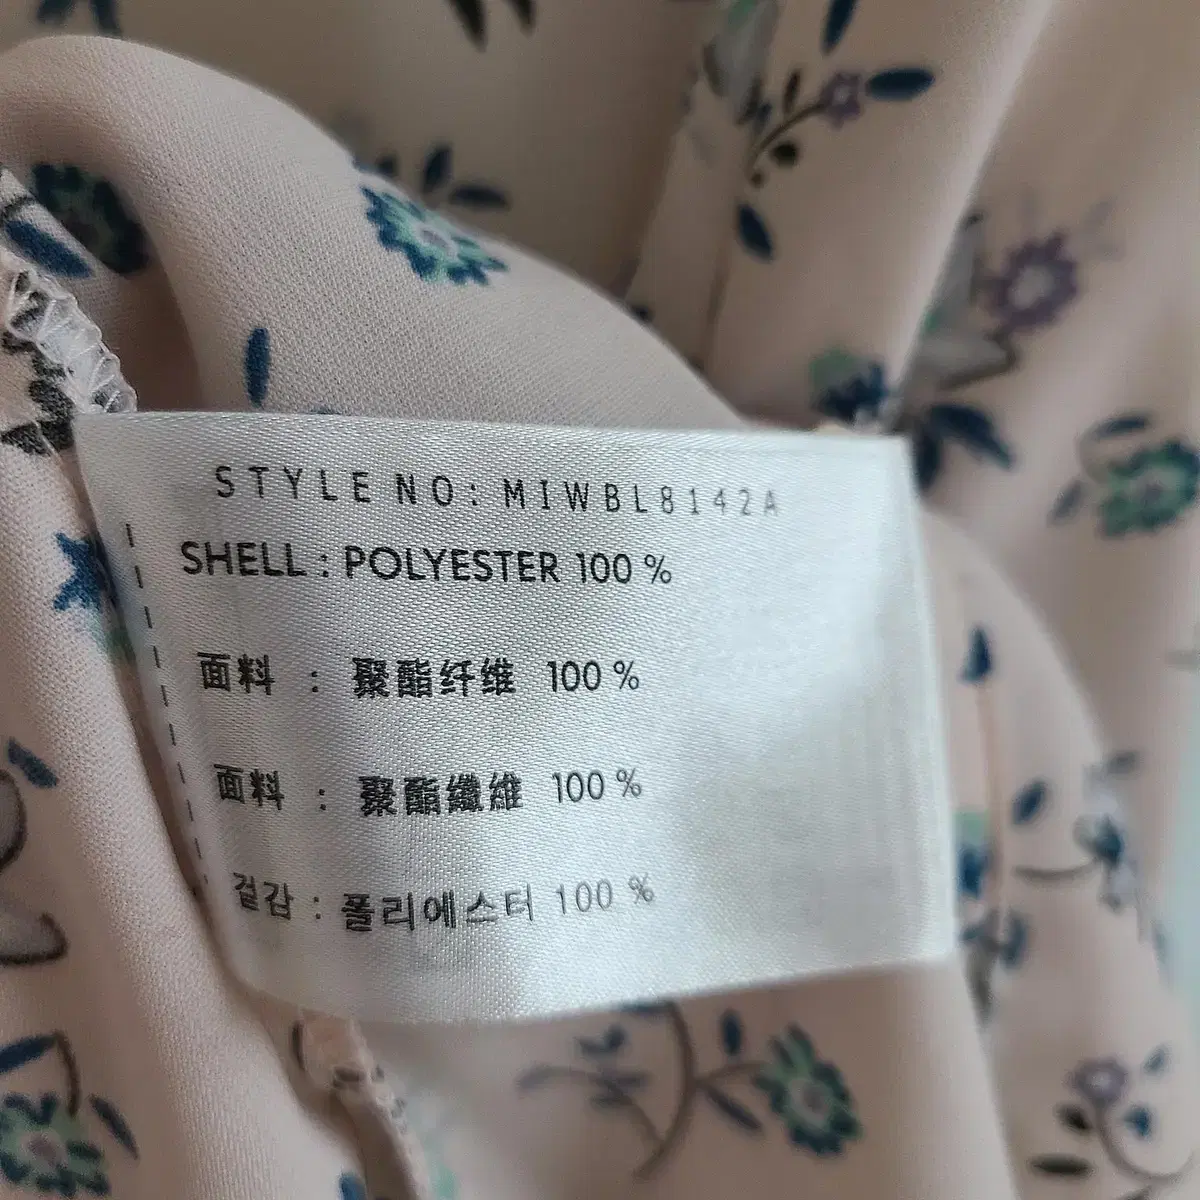 STYLE NO: MIWBL8142A
SHELL : POLYESTER 100 %
面料 : 聚酯纤维 100 %
面料 : 聚酯纖維 100 %
겉감 : 폴리에스터 100 %